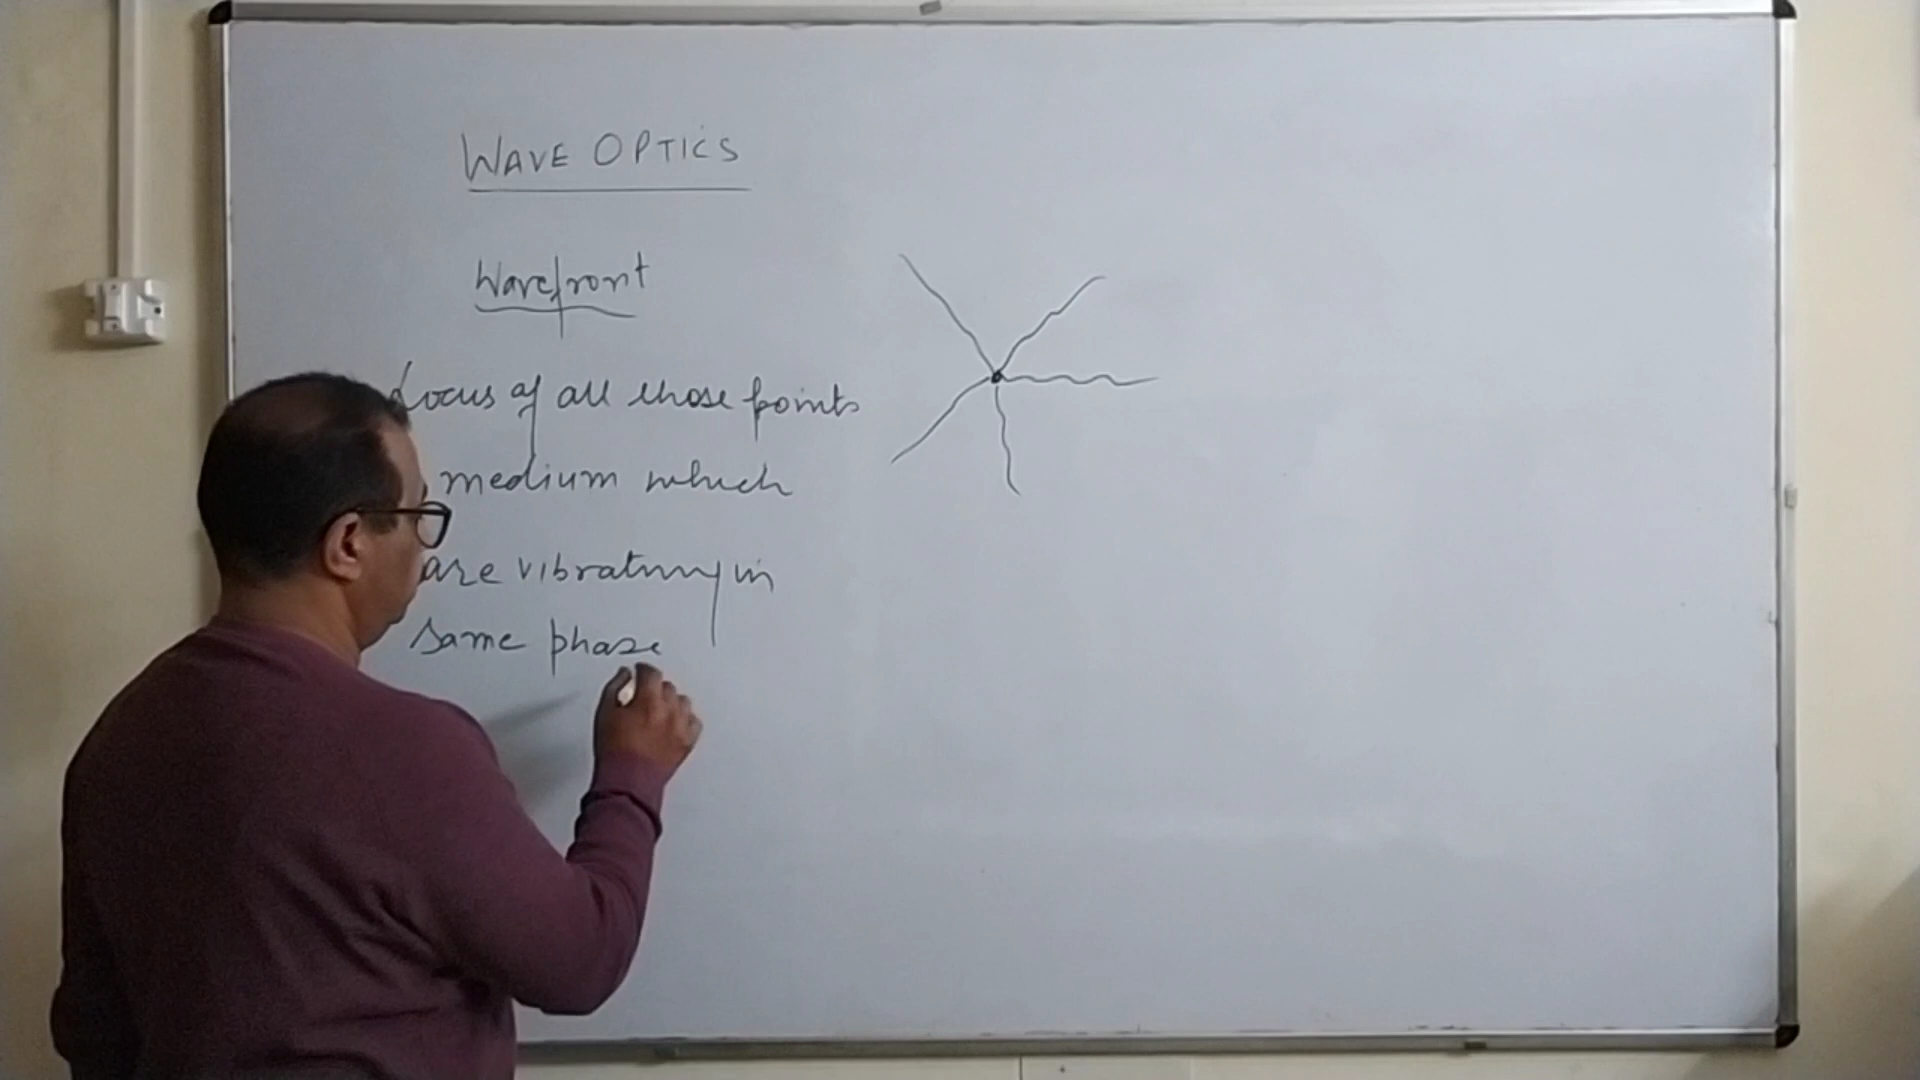 WAVE OPTICS
Wavefront
Locus of all those points
medium which
are vibrating in
same phase